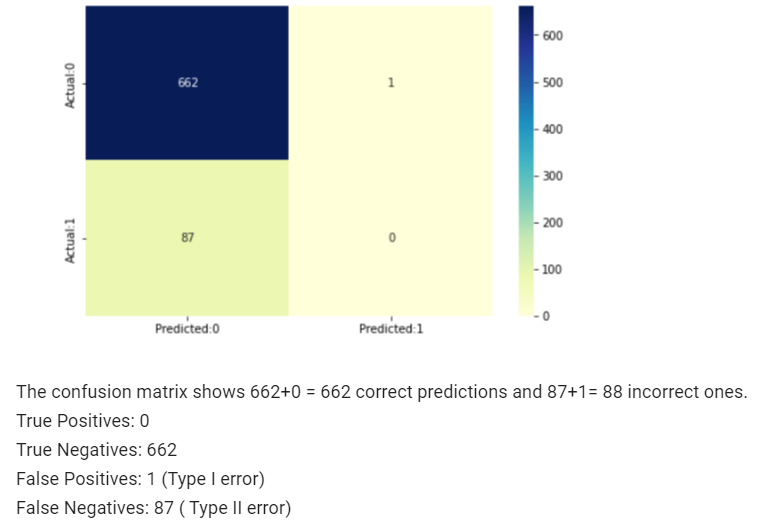 Actual:0
662
1
Actual:1
87
0
Predicted:0
Predicted:1
600
500
400
300
200
100
0
The confusion matrix shows 662+0 = 662 correct predictions and 87+1= 88 incorrect ones.
True Positives: 0
True Negatives: 662
False Positives: 1 (Type I error)
False Negatives: 87 ( Type II error)